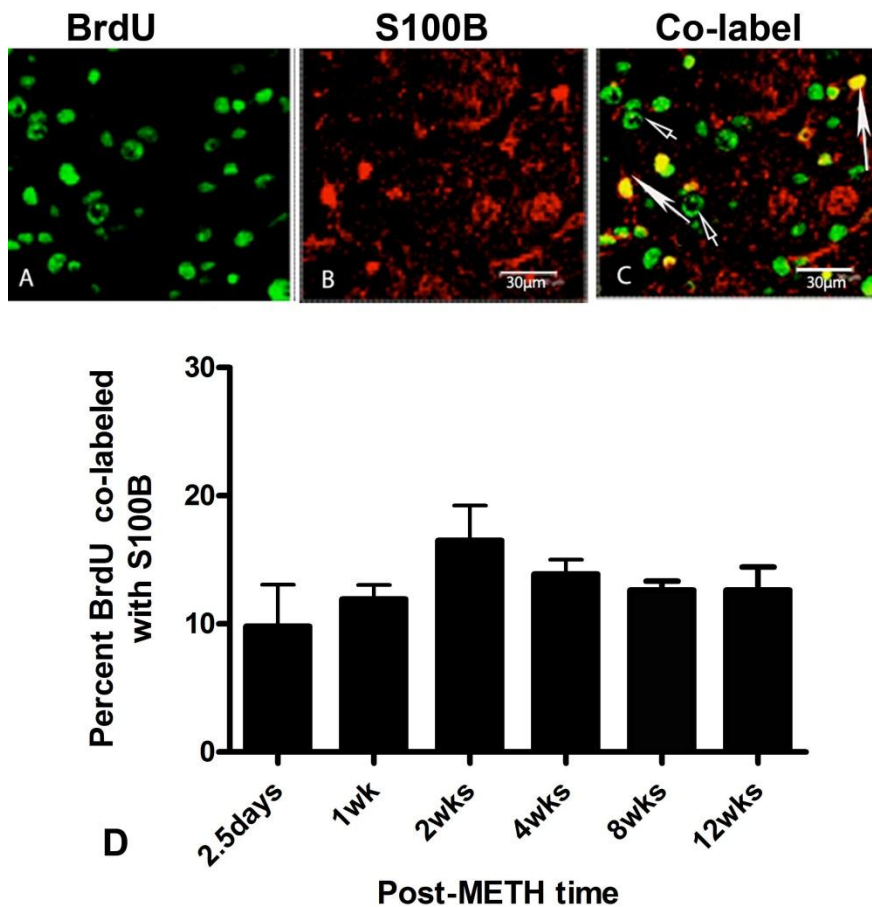 BrdU S100B Co-label
A B 30µm C 30µm
Percent BrdU co-labeled
with S100B
30
20
10
0
2.5days 1wk 2wks 4wks 8wks 12wks
D
Post-METH time